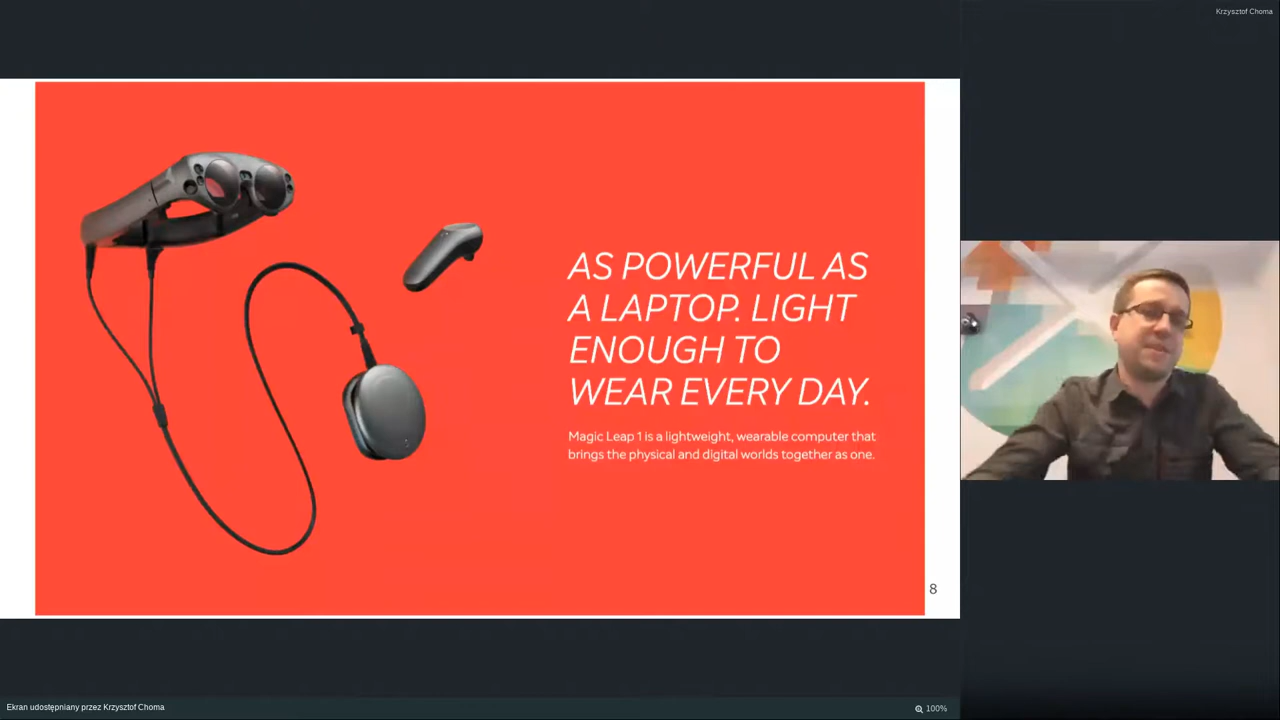 Krzysztof Choma
AS POWERFUL AS
A LAPTOP. LIGHT
ENOUGH TO
WEAR EVERY DAY.
Magic Leap 1 is a lightweight, wearable computer that
brings the physical and digital worlds together as one.
8
Ekran udostępniany przez Krzysztof Choma
100%